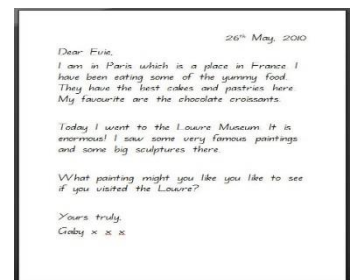 26th May, 2010
Dear Evie,
I am in Paris which is a place in France. I
have been eating some of the yummy food.
They have the best cakes and pastries here.
My favourite are the chocolate croissants.
Today I went to the Louvre Museum. It is
enormous! I saw some very famous paintings
and some big sculptures there.
What painting might you like you like to see
if you visited the Louvre?
Yours truly,
Gaby x x x